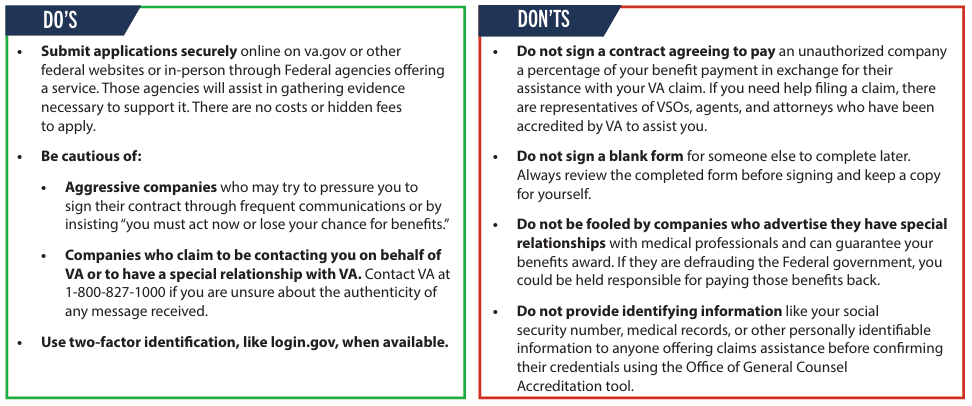 DO'S
• Submit applications securely online on va.gov or other
federal websites or in-person through Federal agencies offering
a service. Those agencies will assist in gathering evidence
necessary to support it. There are no costs or hidden fees
to apply.
• Be cautious of:
• Aggressive companies who may try to pressure you to
sign their contract through frequent communications or by
insisting “you must act now or lose your chance for benefits.”
• Companies who claim to be contacting you on behalf of
VA or to have a special relationship with VA. Contact VA at
1-800-827-1000 if you are unsure about the authenticity of
any message received.
• Use two-factor identification, like login.gov, when available.
DON'TS
• Do not sign a contract agreeing to pay an unauthorized company
a percentage of your benefit payment in exchange for their
assistance with your VA claim. If you need help filing a claim, there
are representatives of VSOs, agents, and attorneys who have been
accredited by VA to assist you.
• Do not sign a blank form for someone else to complete later.
Always review the completed form before signing and keep a copy
for yourself.
• Do not be fooled by companies who advertise they have special
relationships with medical professionals and can guarantee your
benefits award. If they are defrauding the Federal government, you
could be held responsible for paying those benefits back.
• Do not provide identifying information like your social
security number, medical records, or other personally identifiable
information to anyone offering claims assistance before confirming
their credentials using the Office of General Counsel
Accreditation tool.